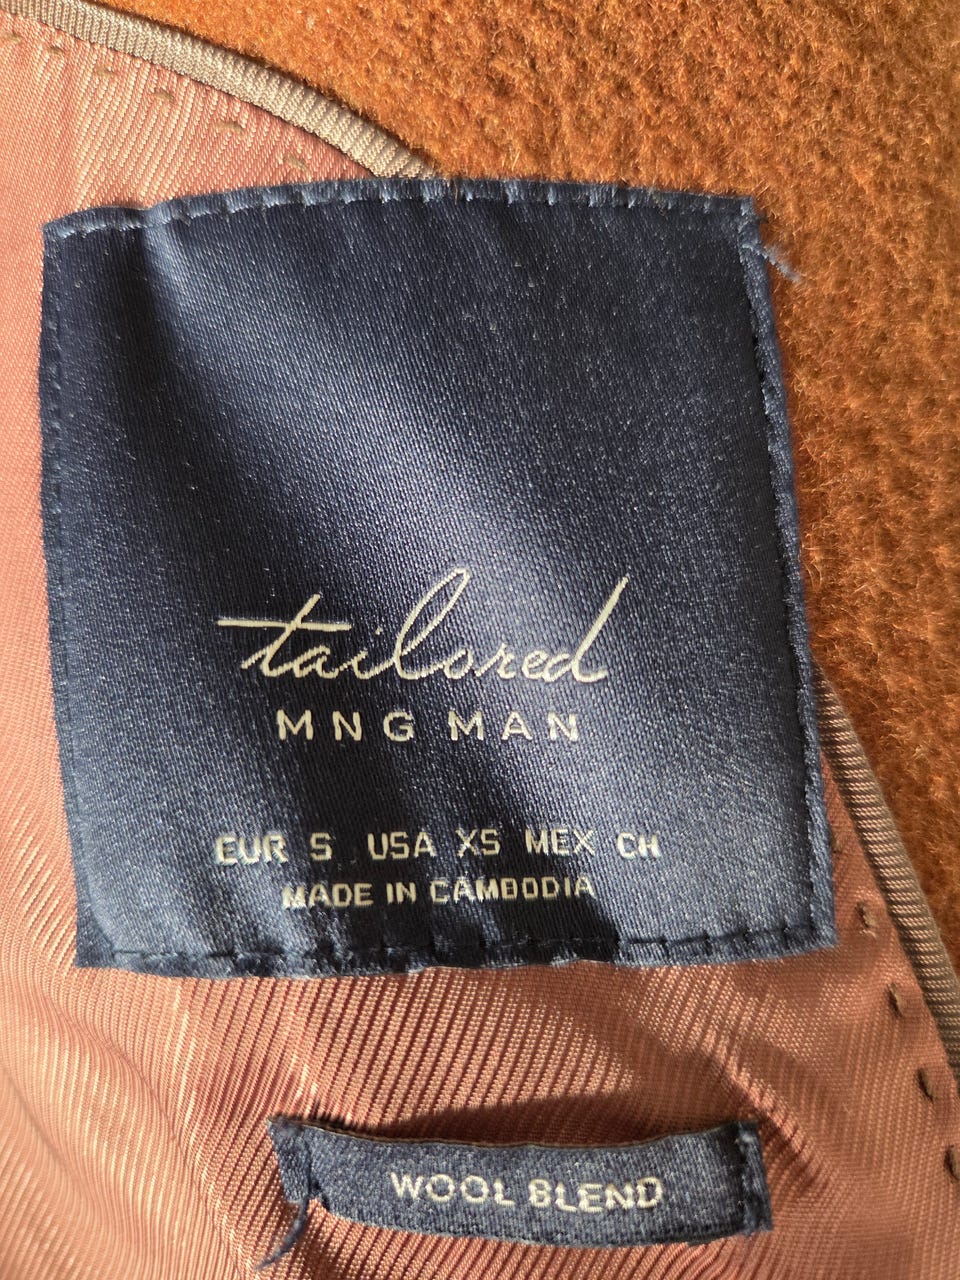 tailored
MNG MAN
EUR S USA XS MEX CH
MADE IN CAMBODIA
WOOL BLEND